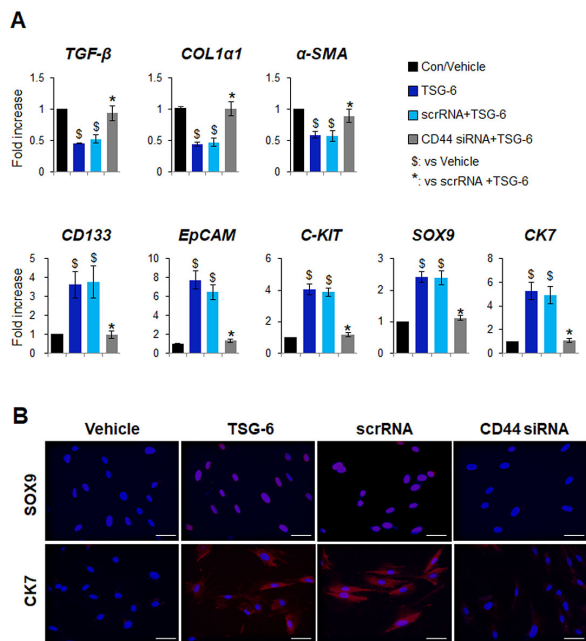 A
TGF-β COL1α1 α-SMA
Fold increase
1.5
1
0.5
0
$ $ *
1.5
1
0.5
0
$ $ *
1.5
1
0.5
0
$ $ *
Con/Vehicle
TSG-6
scrRNA+TSG-6
CD44 siRNA+TSG-6
$: vs Vehicle
*: vs scrRNA +TSG-6
CD133 EpCAM C-KIT SOX9 CK7
Fold increase
5
4
3
2
1
0
$ $ *
10
8
6
4
2
0
$ $ *
6
4
2
0
$ $ *
3
2
1
0
$ $ *
8
6
4
2
0
$ $ *
B
Vehicle TSG-6 scrRNA CD44 siRNA
SOX9
CK7